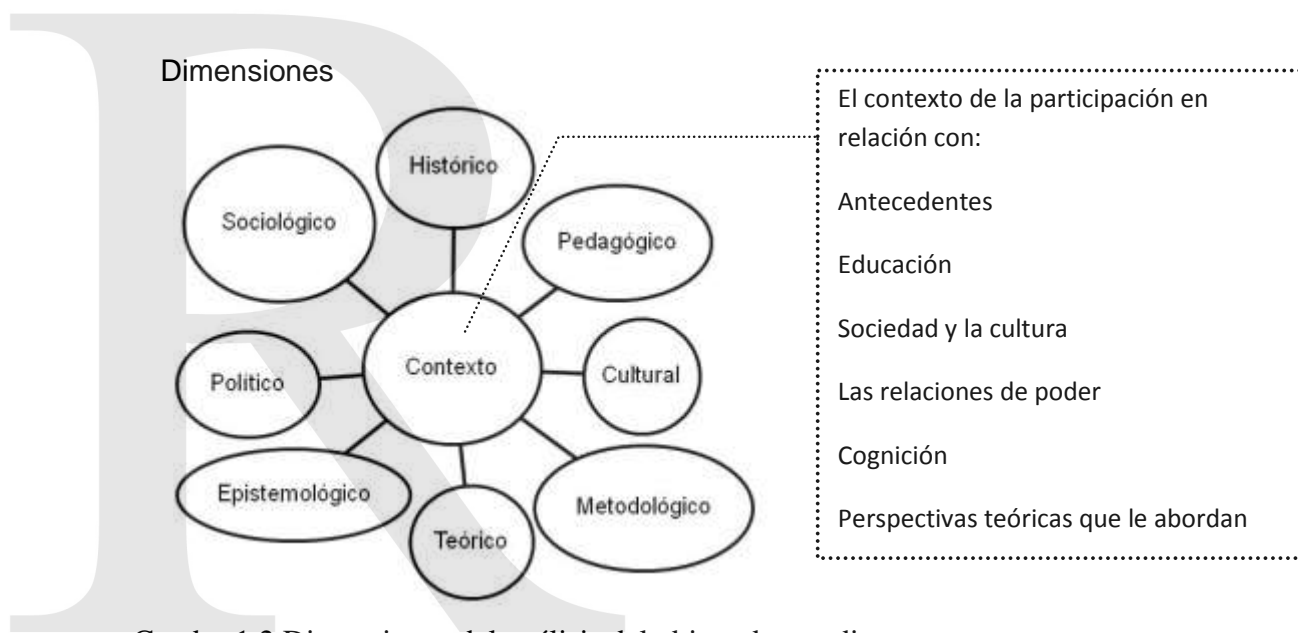 Dimensiones
Histórico
Sociológico
Pedagógico
Contexto
Cultural
Político
Epistemológico
Metodológico
Teórico
El contexto de la participación en
relación con:
Antecedentes
Educación
Sociedad y la cultura
Las relaciones de poder
Cognición
Perspectivas teóricas que le abordan